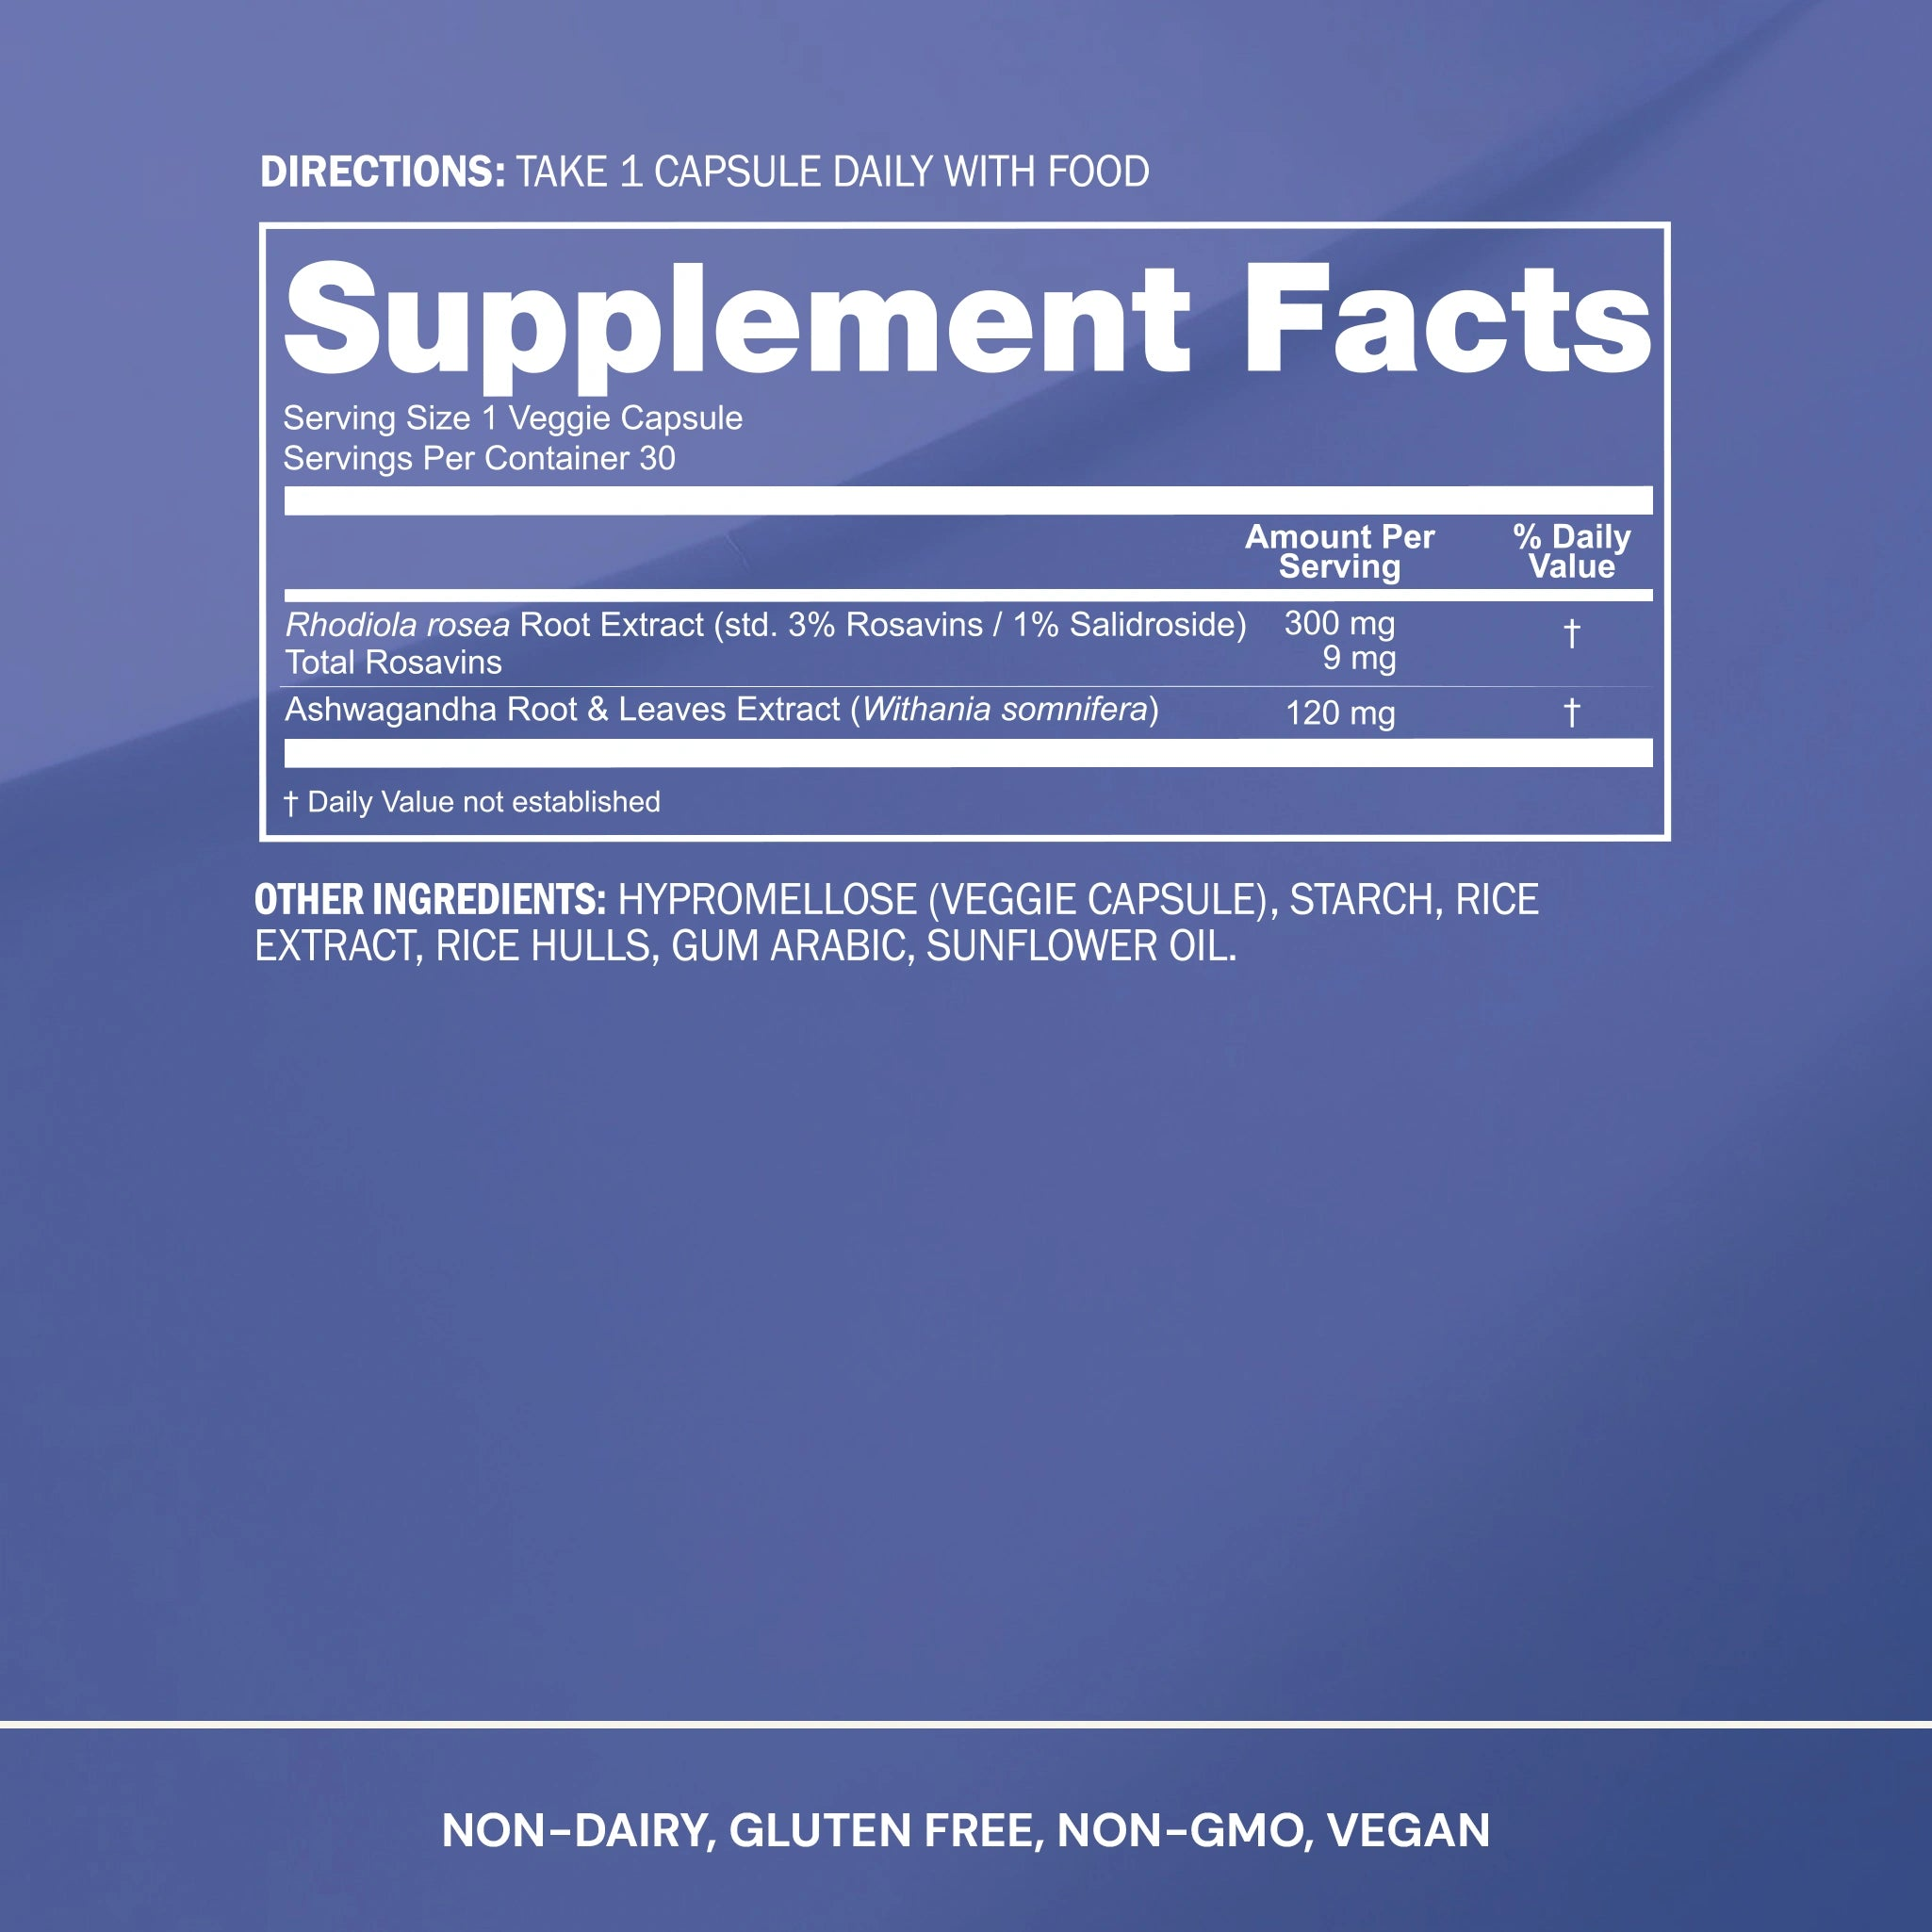 DIRECTIONS: TAKE 1 CAPSULE DAILY WITH FOOD
Supplement Facts
Serving Size 1 Veggie Capsule
Servings Per Container 30
Amount Per Serving % Daily Value
Rhodiola rosea Root Extract (std. 3% Rosavins / 1% Salidroside) 300 mg †
Total Rosavins 9 mg
Ashwagandha Root & Leaves Extract (Withania somnifera) 120 mg †
† Daily Value not established
OTHER INGREDIENTS: HYPROMELLOSE (VEGGIE CAPSULE), STARCH, RICE
EXTRACT, RICE HULLS, GUM ARABIC, SUNFLOWER OIL.
NON-DAIRY, GLUTEN FREE, NON-GMO, VEGAN